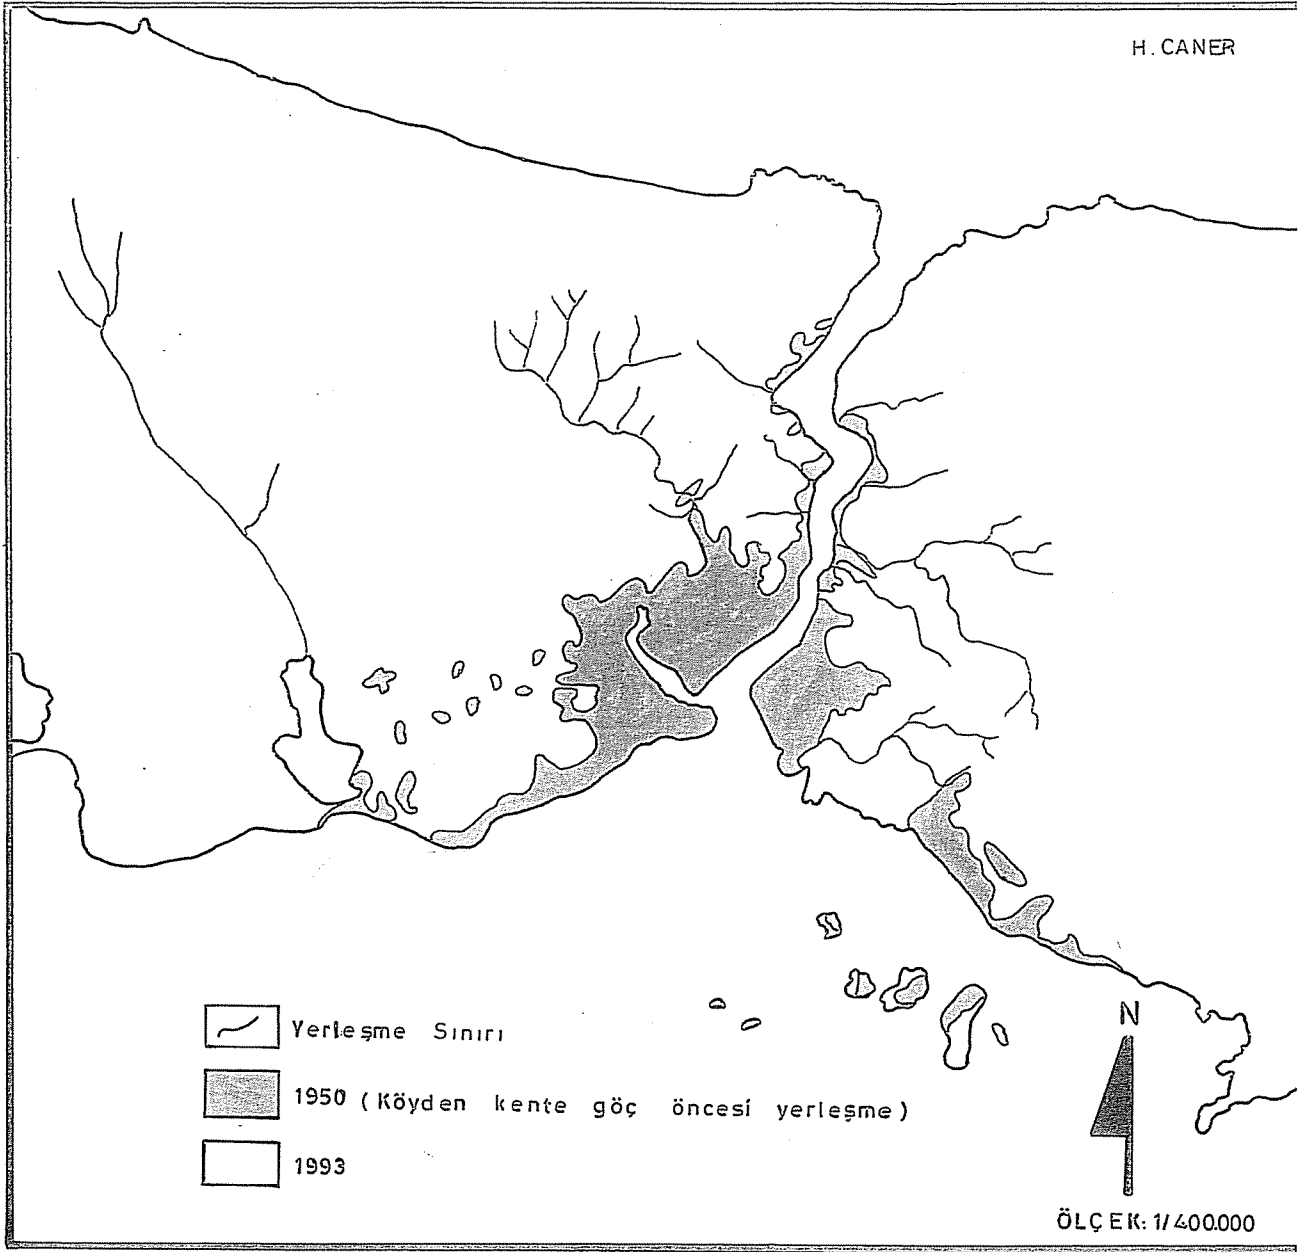 H. CANER
Yerleşme Sınırı
1950 (Köyden kente göç öncesi yerleşme)
1993
N
ÖLÇEK: 1/400.000